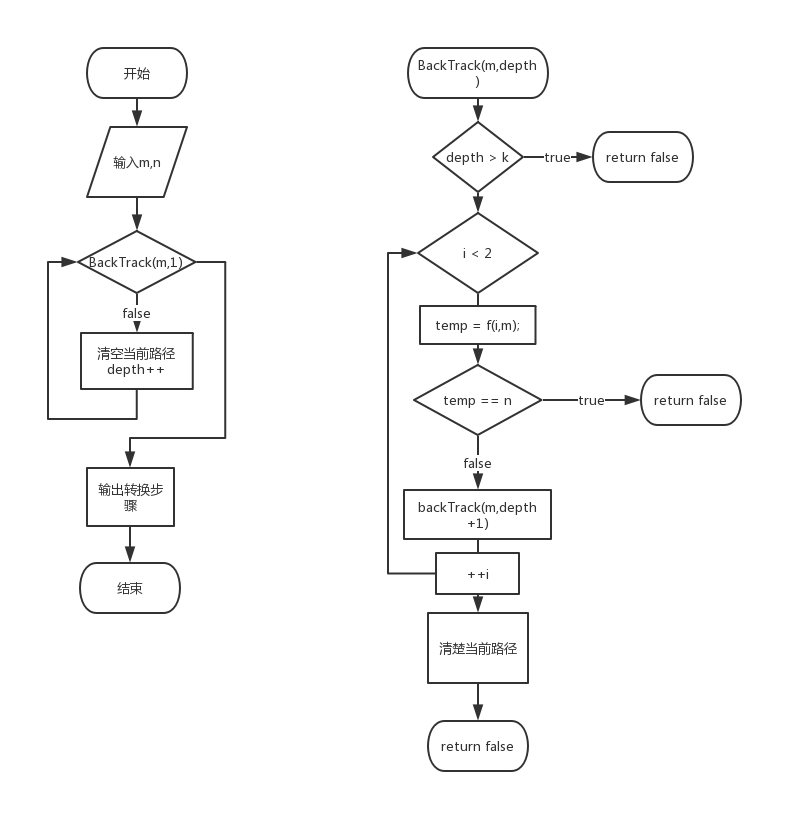 开始
输入m,n
BackTrack(m,1)
false
清空当前路径
depth++
输出转换步
骤
结束
BackTrack(m,depth
)
depth > k
true
return false
i < 2
temp = f(i,m);
temp == n
true
return false
false
backTrack(m,depth
+1)
++i
清楚当前路径
return false